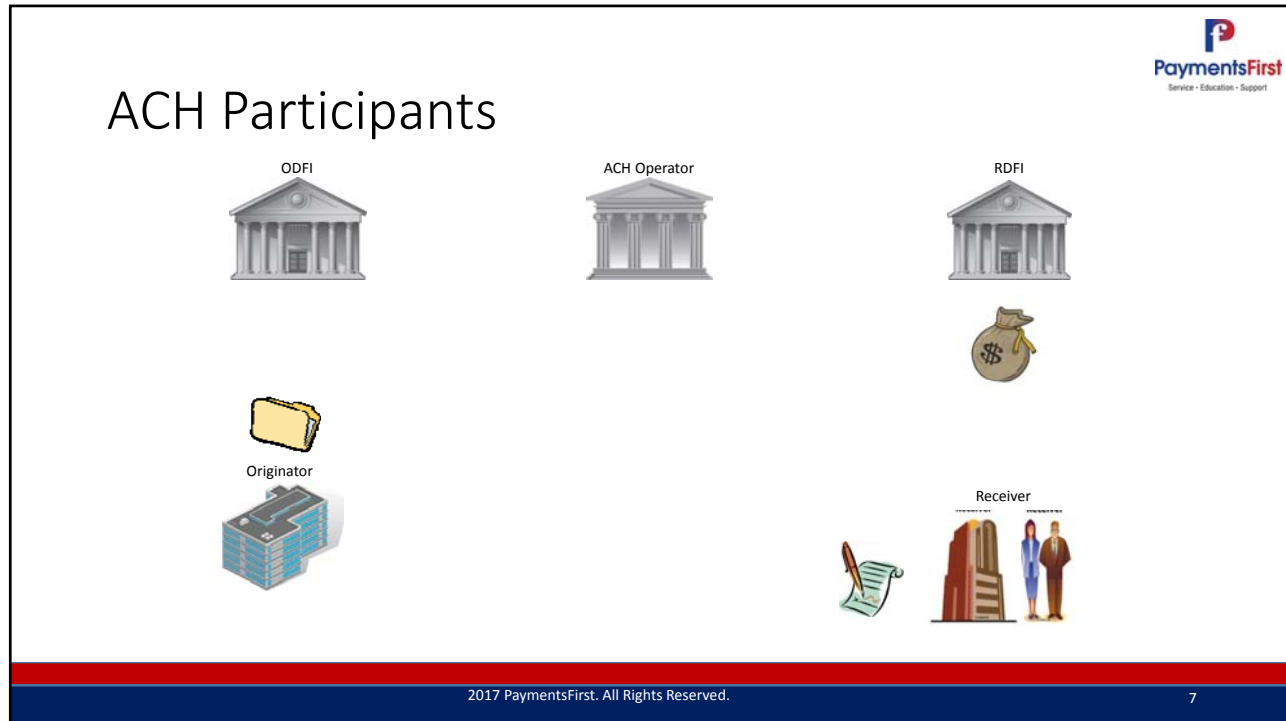 PaymentsFirst
Service - Education - Support
ACH Participants
ODFI
ACH Operator
RDFI
$
Originator
Receiver
2017 PaymentsFirst. All Rights Reserved.
7